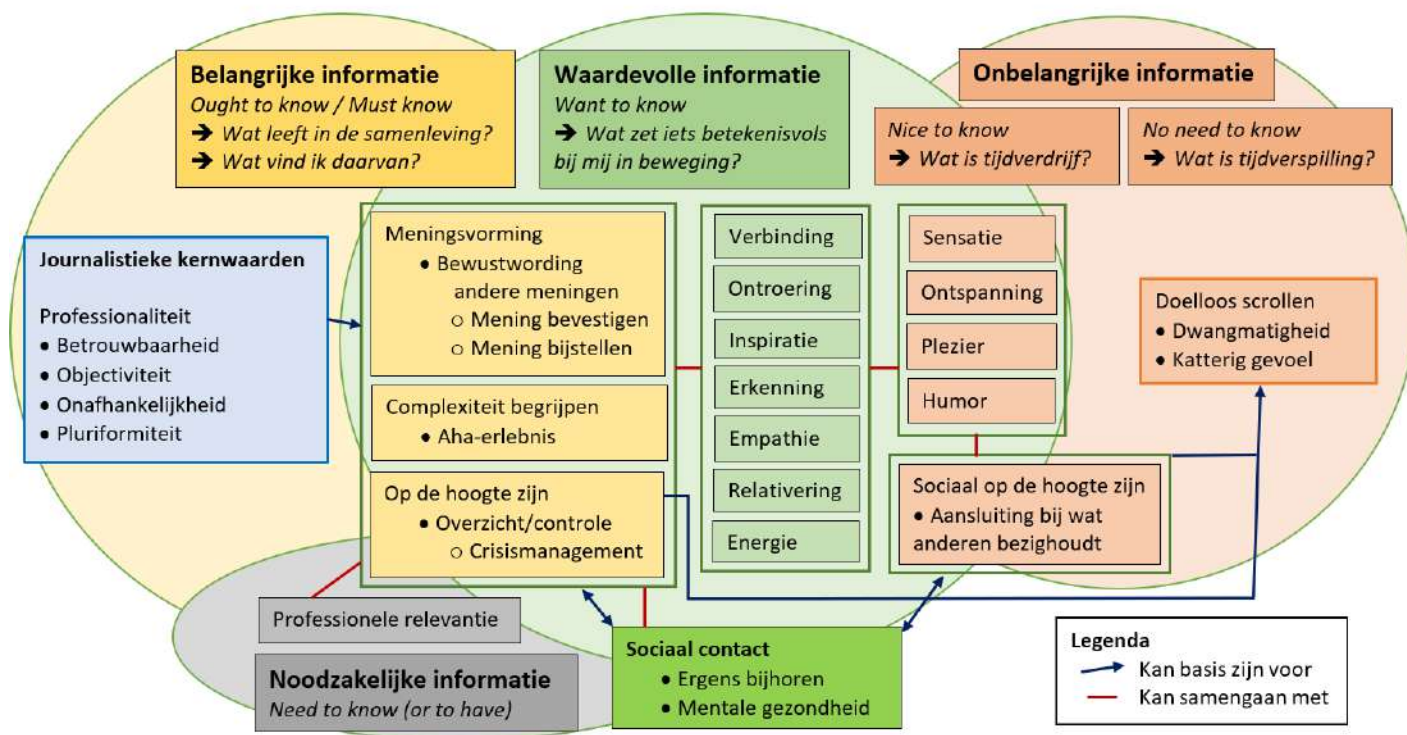 Belangrijke informatie
Ought to know / Must know
➔ Wat leeft in de samenleving?
➔ Wat vind ik daarvan?
Waardevolle informatie
Want to know
➔ Wat zet iets betekenisvols
bij mij in beweging?
Onbelangrijke informatie
Nice to know
➔ Wat is tijdverdrijf?
No need to know
➔ Wat is tijdverspilling?
Journalistieke kernwaarden
Professionaliteit
• Betrouwbaarheid
• Objectiviteit
• Onafhankelijkheid
• Pluriformiteit
Meningsvorming
• Bewustwording
andere meningen
o Mening bevestigen
o Mening bijstellen
Complexiteit begrijpen
• Aha-erlebnis
Op de hoogte zijn
• Overzicht/controle
o Crisismanagement
Verbinding
Ontroering
Inspiratie
Erkenning
Empathie
Relativering
Energie
Sensatie
Ontspanning
Plezier
Humor
Sociaal op de hoogte zijn
• Aansluiting bij wat
anderen bezighoudt
Doelloos scrollen
• Dwangmatigheid
• Katterig gevoel
Professionele relevantie
Noodzakelijke informatie
Need to know (or to have)
Sociaal contact
• Ergens bijhoren
• Mentale gezondheid
Legenda
Kan basis zijn voor
Kan samengaan met